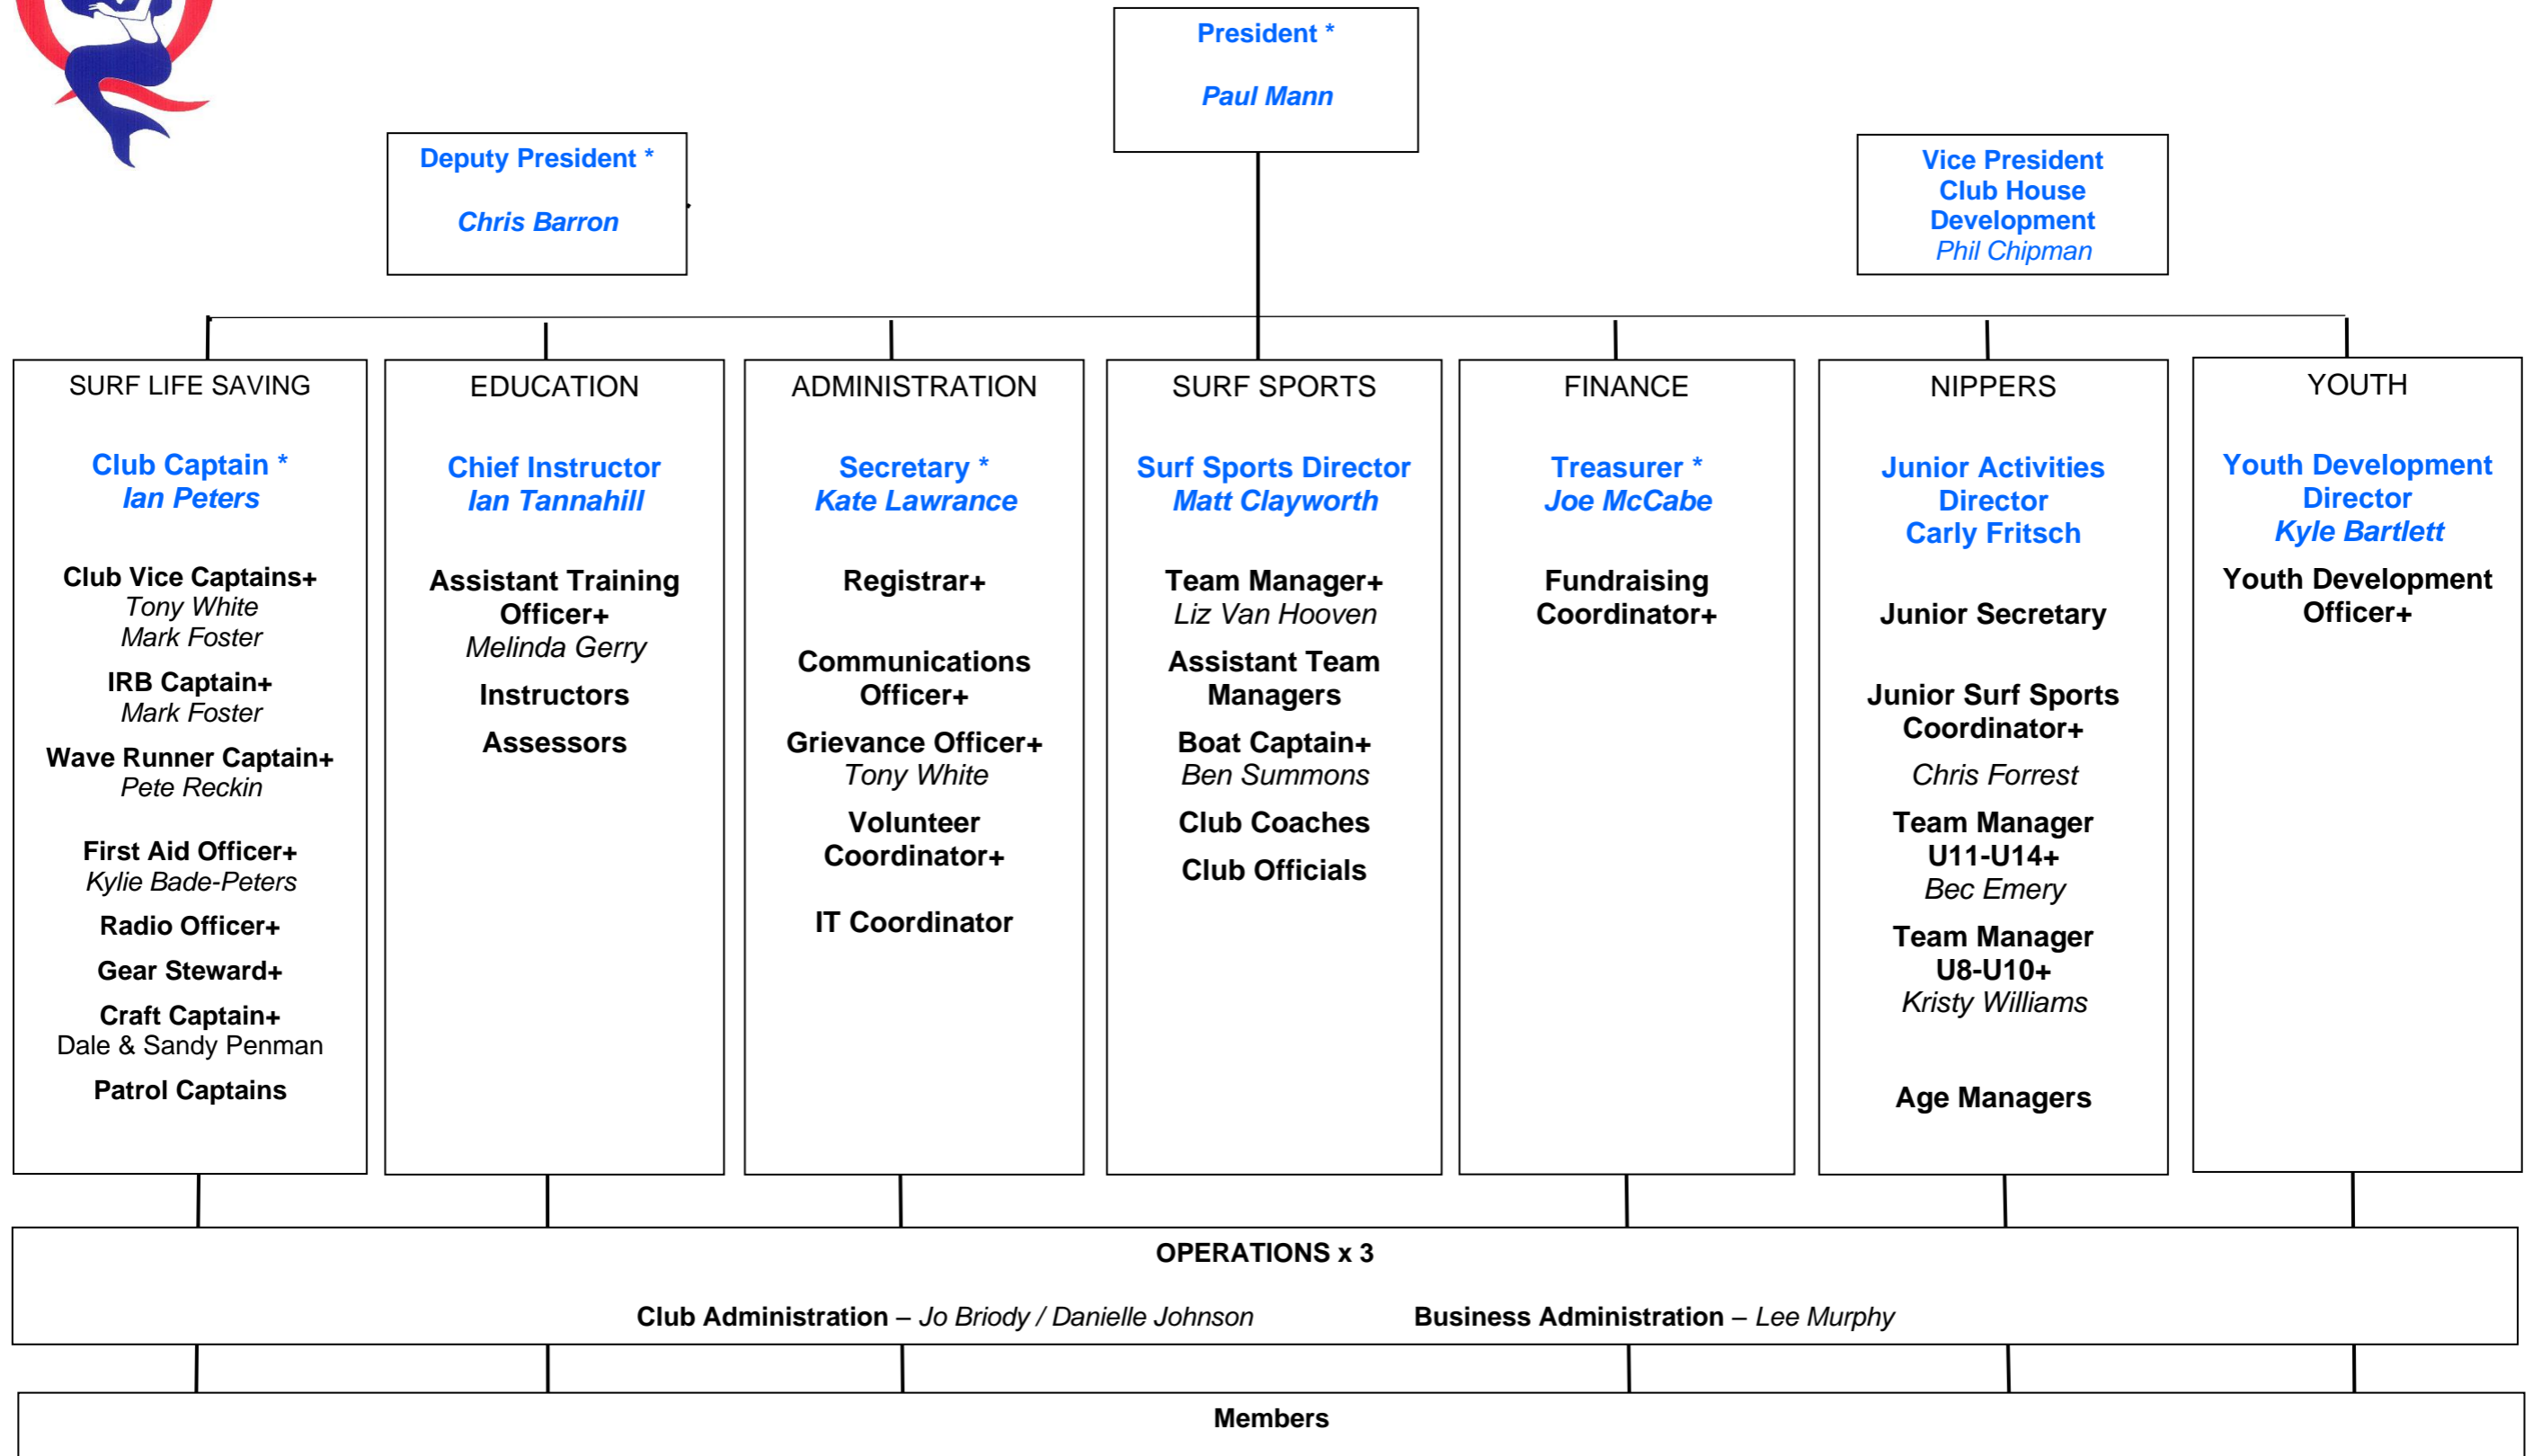 President *
Paul Mann
Deputy President *
Chris Barron
Vice President
Club House
Development
Phil Chipman
SURF LIFE SAVING
Club Captain *
Ian Peters
Club Vice Captains+
Tony White
Mark Foster
IRB Captain+
Mark Foster
Wave Runner Captain+
Pete Reckin
First Aid Officer+
Kylie Bade-Peters
Radio Officer+
Gear Steward+
Craft Captain+
Dale & Sandy Penman
Patrol Captains
EDUCATION
Chief Instructor
Ian Tannahill
Assistant Training
Officer+
Melinda Gerry
Instructors
Assessors
ADMINISTRATION
Secretary *
Kate Lawrance
Registrar+
Communications
Officer+
Grievance Officer+
Tony White
Volunteer
Coordinator+
IT Coordinator
SURF SPORTS
Surf Sports Director
Matt Clayworth
Team Manager+
Liz Van Hooven
Assistant Team
Managers
Boat Captain+
Ben Summons
Club Coaches
Club Officials
FINANCE
Treasurer *
Joe McCabe
Fundraising
Coordinator+
NIPPERS
Junior Activities
Director
Carly Fritsch
Junior Secretary
Junior Surf Sports
Coordinator+
Chris Forrest
Team Manager
U11-U14+
Bec Emery
Team Manager
U8-U10+
Kristy Williams
Age Managers
YOUTH
Youth Development
Director
Kyle Bartlett
Youth Development
Officer+
OPERATIONS x 3
Club Administration – Jo Briody / Danielle Johnson Business Administration – Lee Murphy
Members